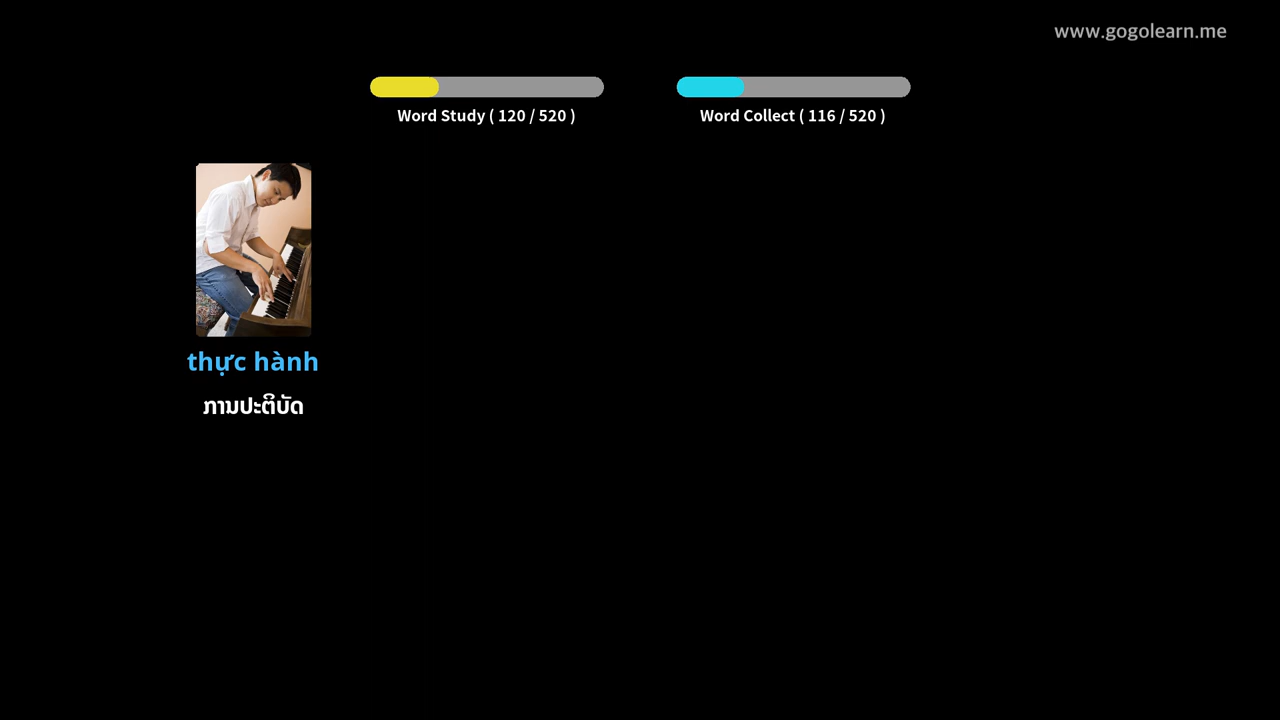 www.gogolearn.me
Word Study ( 120 / 520 )
Word Collect ( 116 / 520 )
thực hành
ການປະຕິບັດ